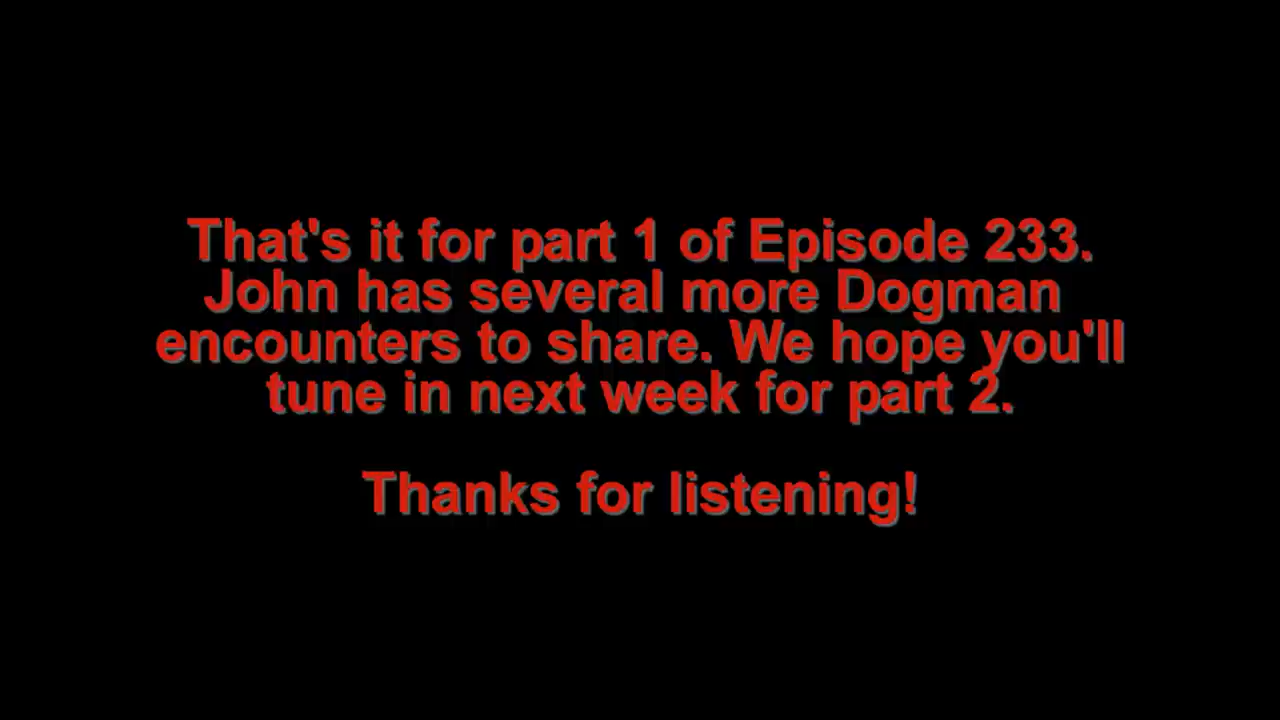 That's it for part 1 of Episode 233.
John has several more Dogman
encounters to share. We hope you'll
tune in next week for part 2.
Thanks for listening!